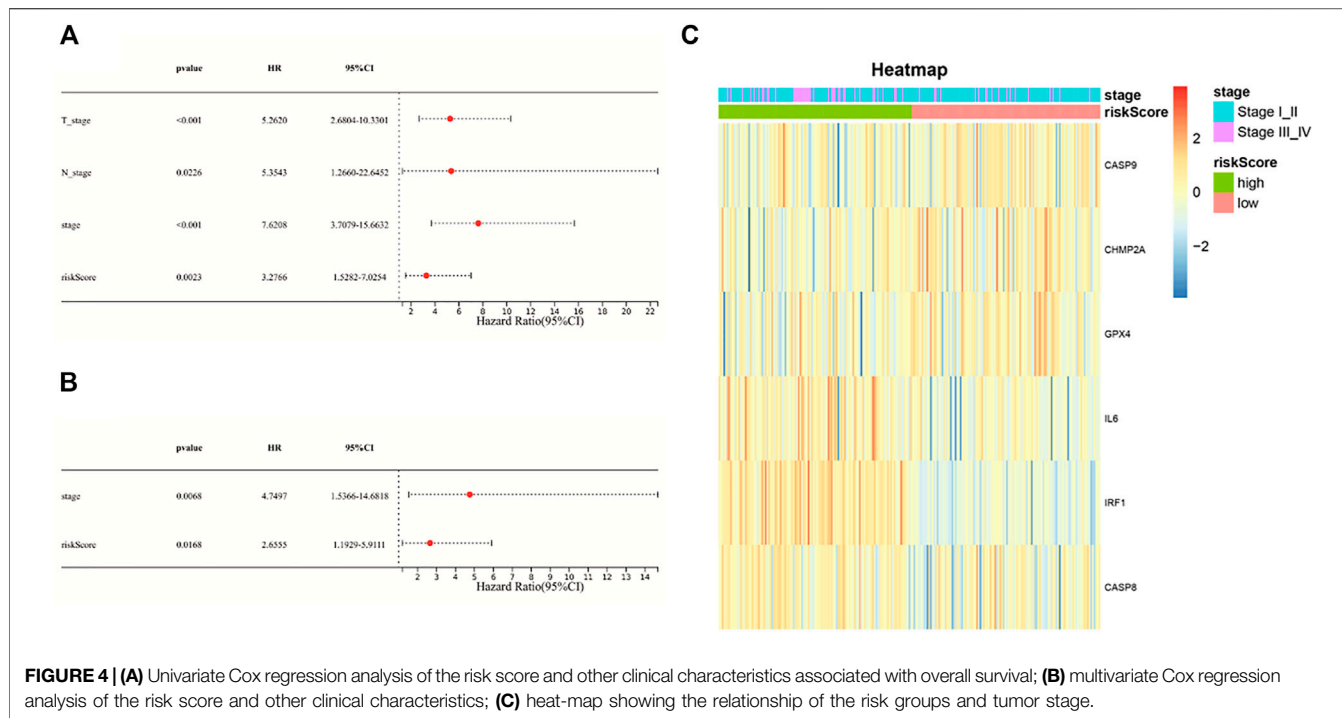 A
pvalue HR 95%CI
T_stage <0.001 5.2620 2.6804-10.3301
N_stage 0.0226 5.3543 1.2660-22.6452
stage <0.001 7.6208 3.7079-15.6632
riskScore 0.0023 3.2766 1.5282-7.0254
2 4 6 8 10 12 14 16 18 20 22
Hazard Ratio(95%CI)
B
pvalue HR 95%CI
stage 0.0068 4.7497 1.5366-14.6818
riskScore 0.0168 2.6555 1.1929-5.9111
2 3 4 5 6 7 8 9 10 11 12 13 14
Hazard Ratio(95%CI)
C
Heatmap
stage
riskScore
CASP9
CHMP2A
GPX4
IL6
IRF1
CASP8
2
0
−2
stage
Stage I_II
Stage III_IV
riskScore
high
low
FIGURE 4 | (A) Univariate Cox regression analysis of the risk score and other clinical characteristics associated with overall survival; (B) multivariate Cox regression
analysis of the risk score and other clinical characteristics; (C) heat-map showing the relationship of the risk groups and tumor stage.